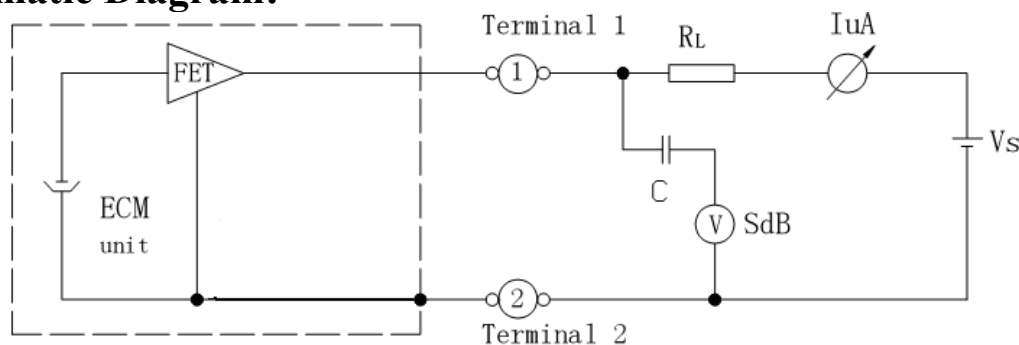 Terminal 1
RL
IuA
FET
1
Vs
C
ECM
unit
V
SdB
2
Terminal 2